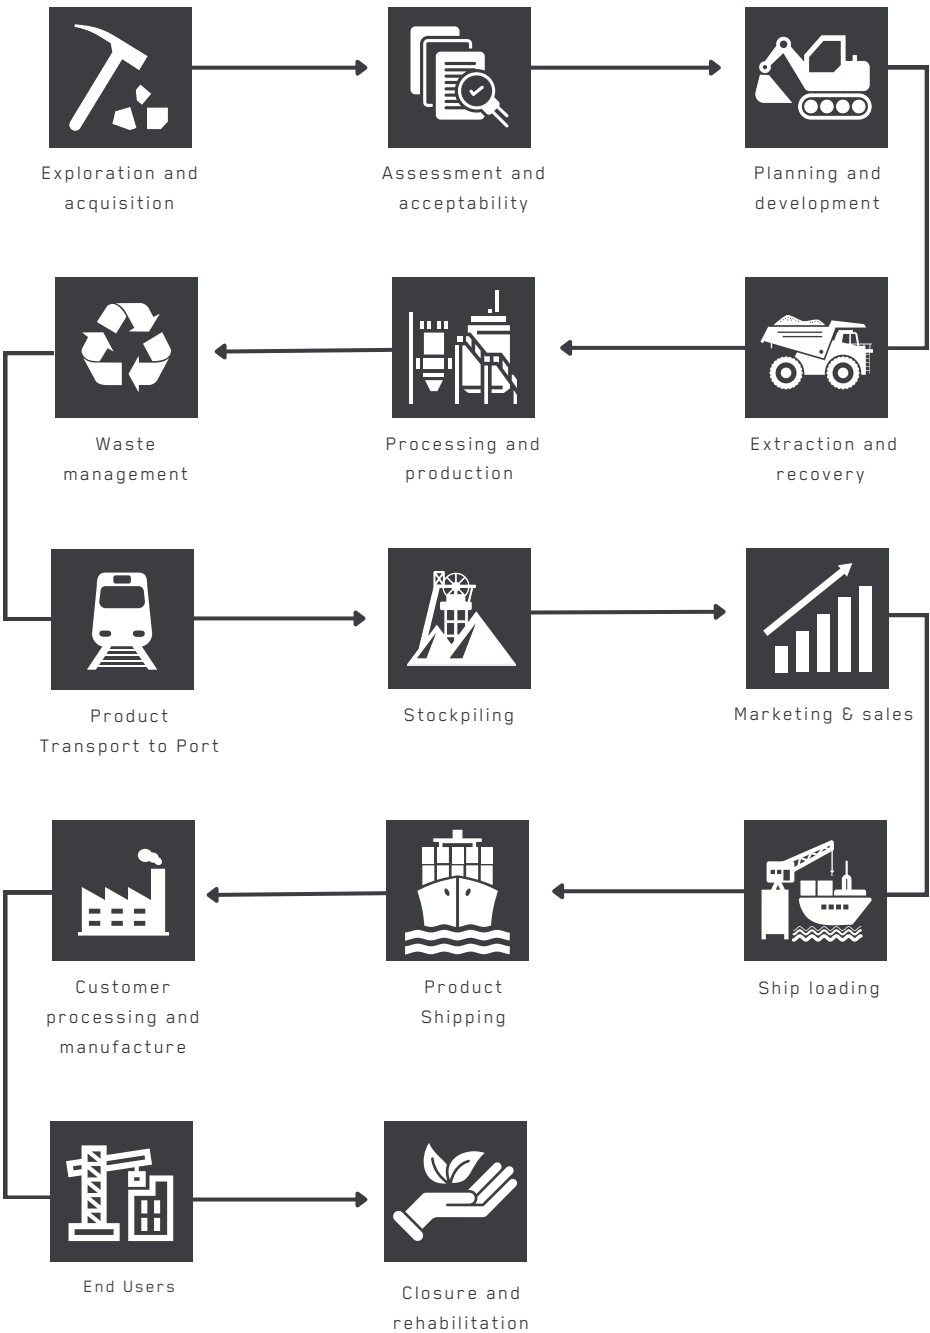 Exploration and
acquisition
Assessment and
acceptability
Planning and
development
Extraction and
recovery
Processing and
production
Waste
management
Product
Transport to Port
Stockpiling
Marketing & sales
Ship loading
Product
Shipping
Customer
processing and
manufacture
End Users
Closure and
rehabilitation